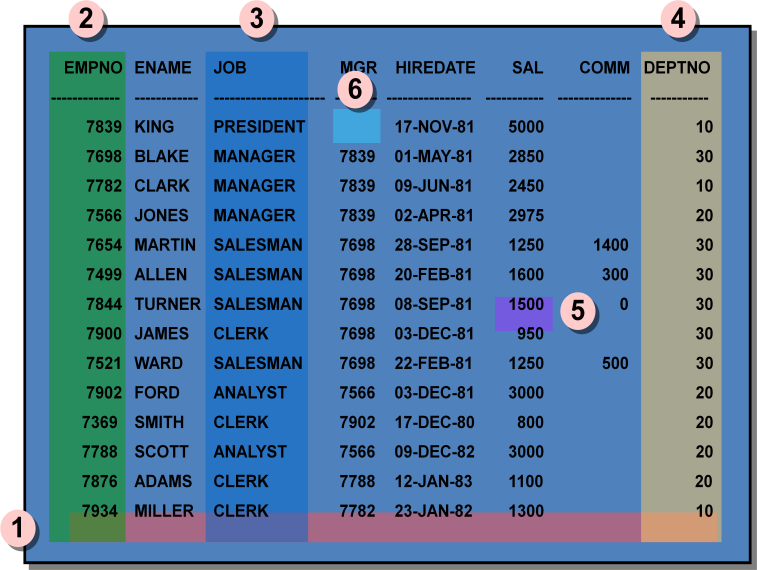 2 3 4
EMPNO ENAME JOB MGR HIREDATE SAL COMM DEPTNO
------------- ------------ --------------------- -------- ---------------- ----------- -------------- -----------
6
7839 KING PRESIDENT 17-NOV-81 5000 10
7698 BLAKE MANAGER 7839 01-MAY-81 2850 30
7782 CLARK MANAGER 7839 09-JUN-81 2450 10
7566 JONES MANAGER 7839 02-APR-81 2975 20
7654 MARTIN SALESMAN 7698 28-SEP-81 1250 1400 30
7499 ALLEN SALESMAN 7698 20-FEB-81 1600 300 30
7844 TURNER SALESMAN 7698 08-SEP-81 1500 0 30
5
7900 JAMES CLERK 7698 03-DEC-81 950 30
7521 WARD SALESMAN 7698 22-FEB-81 1250 500 30
7902 FORD ANALYST 7566 03-DEC-81 3000 20
7369 SMITH CLERK 7902 17-DEC-80 800 20
7788 SCOTT ANALYST 7566 09-DEC-82 3000 20
7876 ADAMS CLERK 7788 12-JAN-83 1100 20
7934 MILLER CLERK 7782 23-JAN-82 1300 10
1